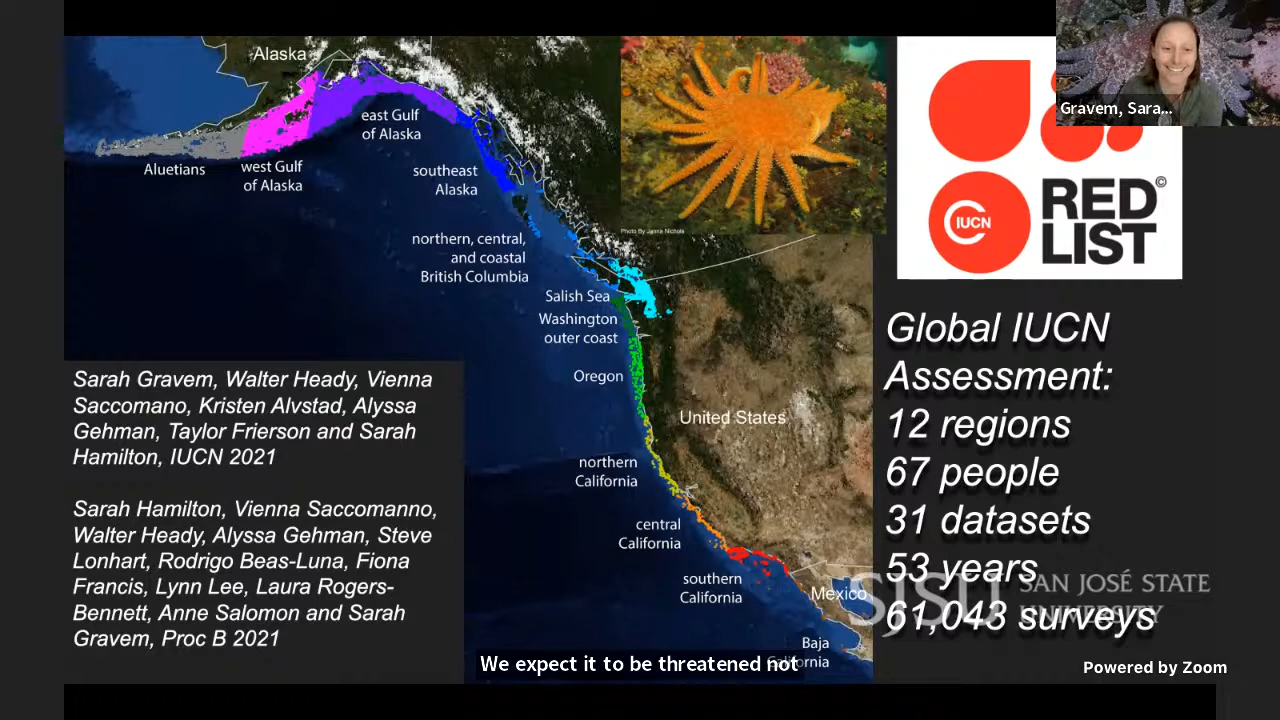 Alaska
east Gulf
of Alaska
Aluetians
west Gulf
of Alaska
southeast
Alaska
northern, central,
and coastal
British Columbia
Salish Sea
Washington
outer coast
Oregon
United States
northern
California
central
California
southern
California
Mexico
Baja
California
Photo By Janna Nichols
Gravem, Sara...
IUCN
RED
LIST
©
Global IUCN
Assessment:
12 regions
67 people
31 datasets
53 years
61,043 surveys
Sarah Gravem, Walter Heady, Vienna
Saccomano, Kristen Alvstad, Alyssa
Gehman, Taylor Frierson and Sarah
Hamilton, IUCN 2021
Sarah Hamilton, Vienna Saccomanno,
Walter Heady, Alyssa Gehman, Steve
Lonhart, Rodrigo Beas-Luna, Fiona
Francis, Lynn Lee, Laura Rogers-
Bennett, Anne Salomon and Sarah
Gravem, Proc B 2021
SJSU
SAN JOSÉ STATE
UNIVERSITY
We expect it to be threatened not
Powered by Zoom